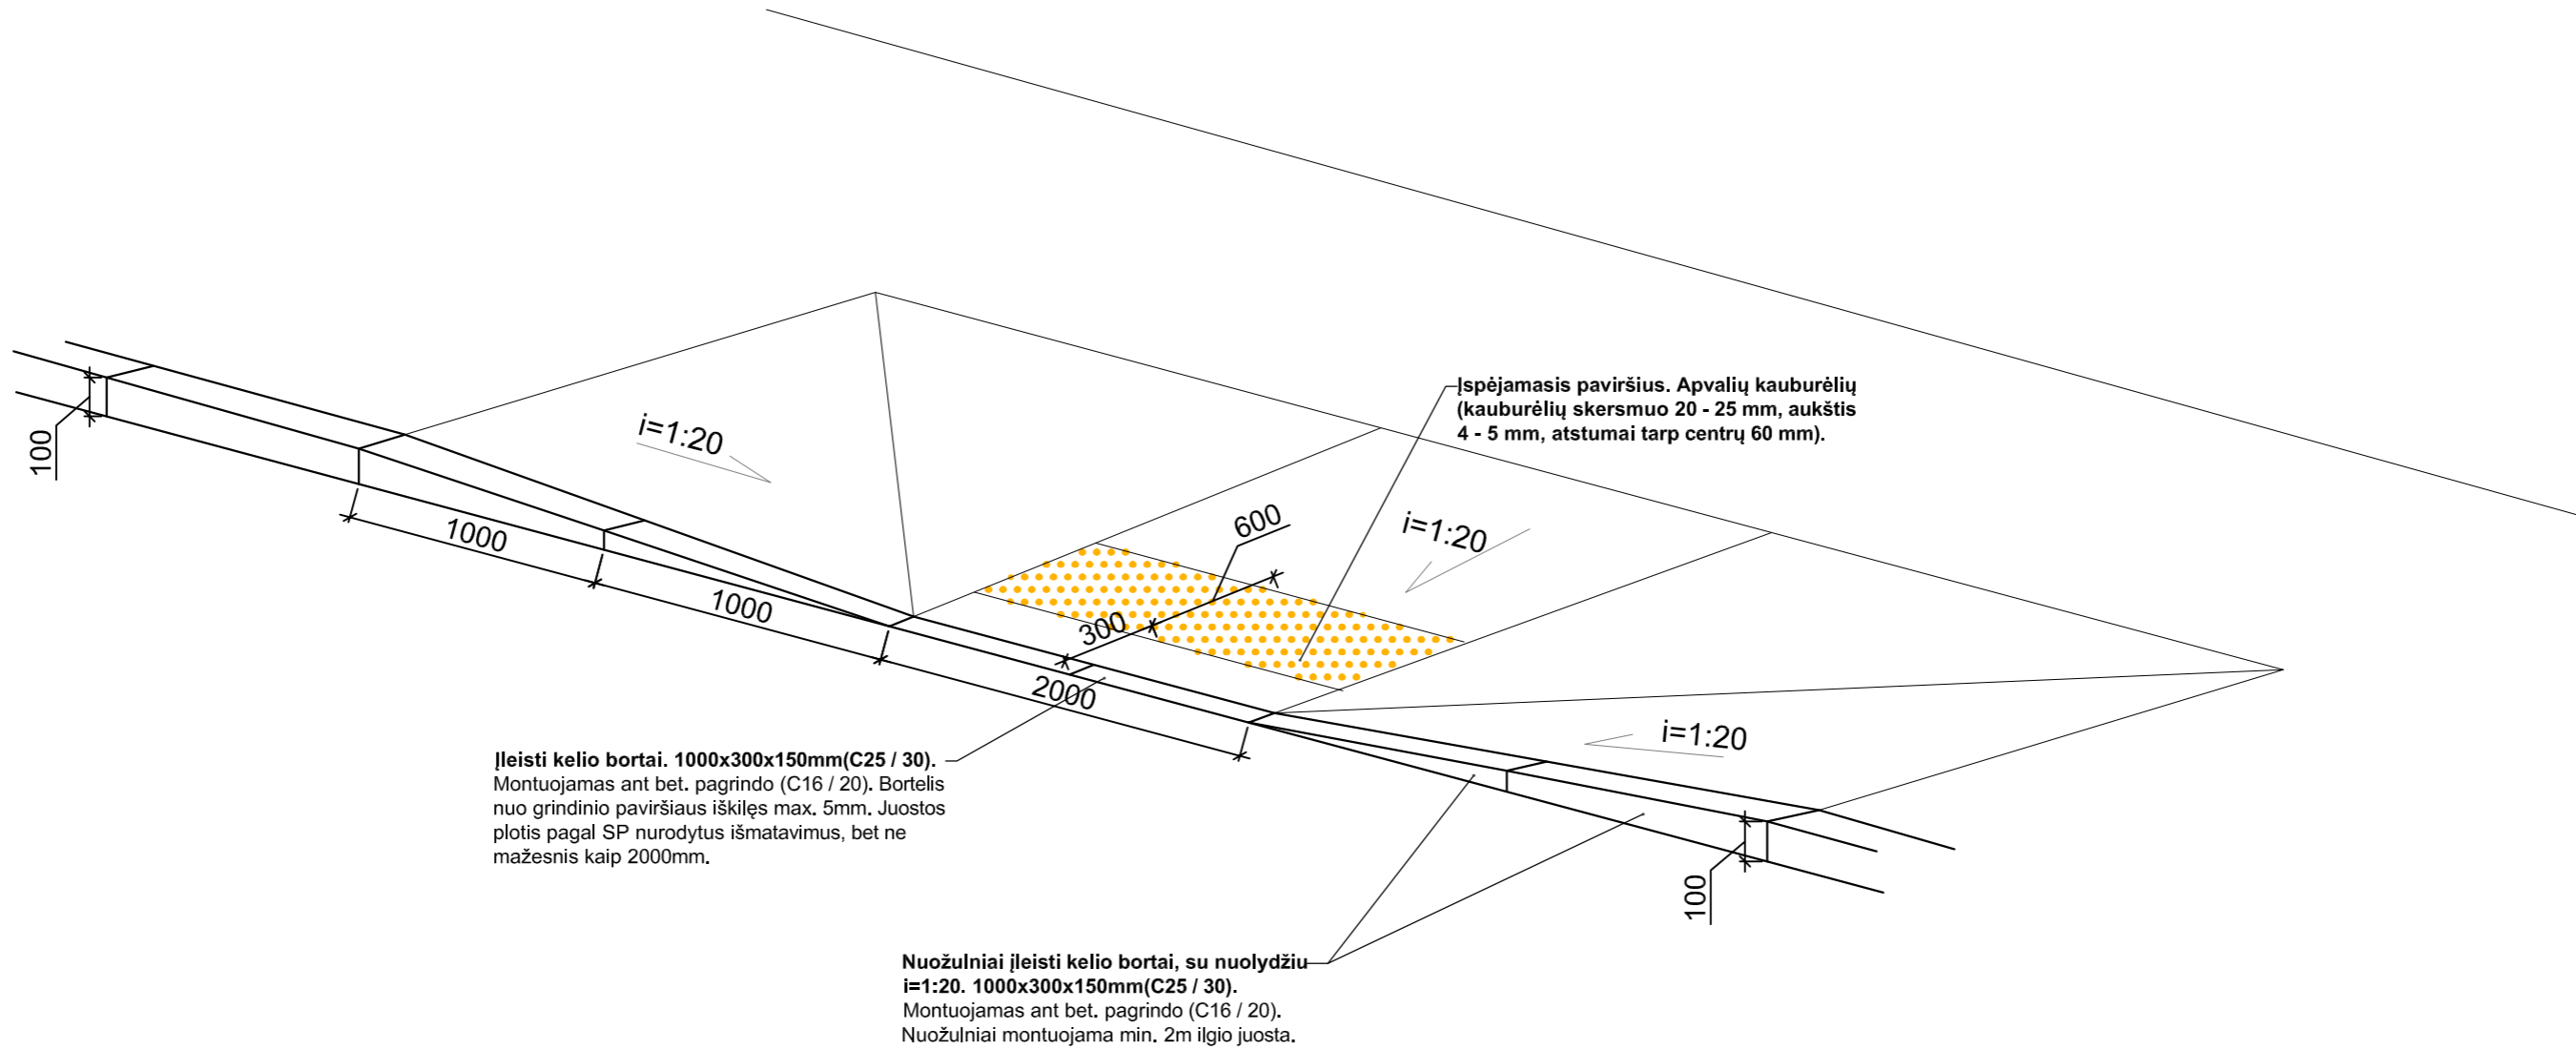 Įspėjamasis paviršius. Apvalių kauburėlių
(kauburėlių skersmuo 20 - 25 mm, aukštis
4 - 5 mm, atstumai tarp centrų 60 mm).
i=1:20
100
600
i=1:20
1000
1000
300
2000
i=1:20
Įleisti kelio bortai. 1000x300x150mm(C25 / 30).
Montuojamas ant bet. pagrindo (C16 / 20). Bortelis
nuo grindinio paviršiaus iškilęs max. 5mm. Juostos
plotis pagal SP nurodytus išmatavimus, bet ne
mažesnis kaip 2000mm.
100
Nuožulniai įleisti kelio bortai, su nuolydžiu
i=1:20. 1000x300x150mm(C25 / 30).
Montuojamas ant bet. pagrindo (C16 / 20).
Nuožulniai montuojama min. 2m ilgio juosta.